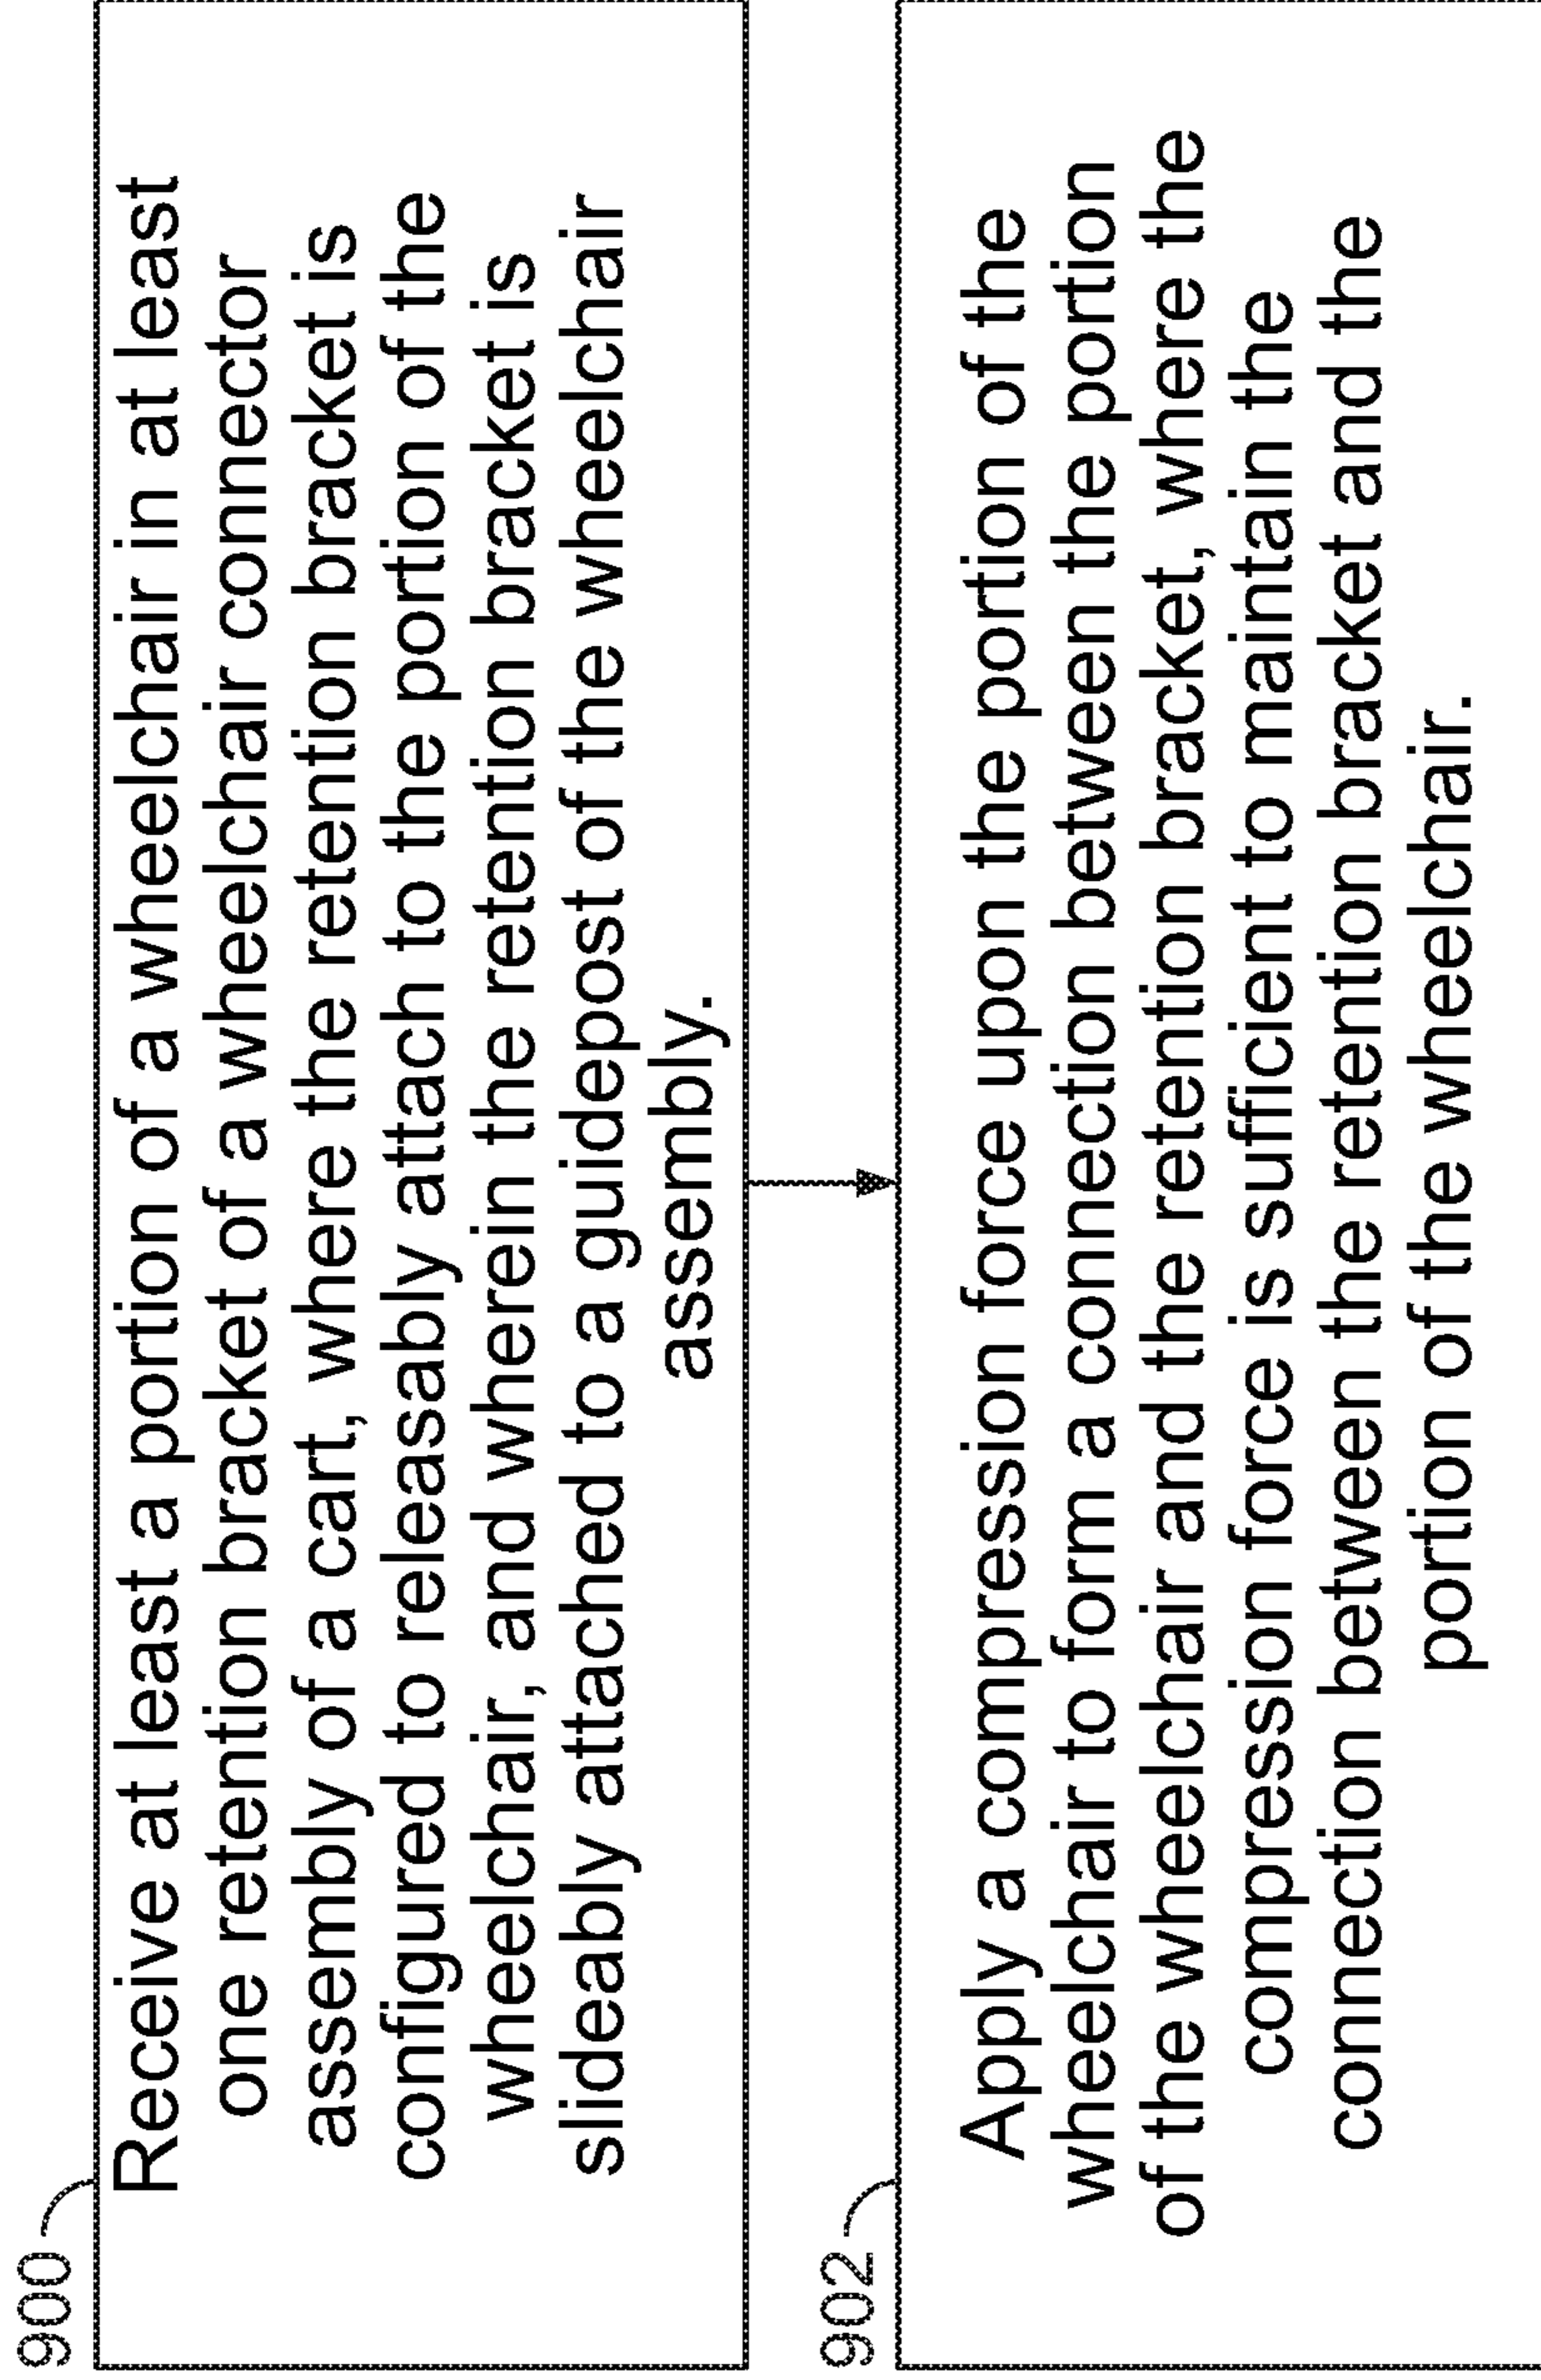 900
Receive at least a portion of a wheelchair in at least
one retention bracket of a wheelchair connector
assembly of a cart, where the retention bracket is
configured to releasably attach to the portion of the
wheelchair, and wherein the retention bracket is
slideably attached to a guidepost of the wheelchair
assembly.
902
Apply a compression force upon the portion of the
wheelchair to form a connection between the portion
of the wheelchair and the retention bracket, where the
compression force is sufficient to maintain the
connection between the retention bracket and the
portion of the wheelchair.